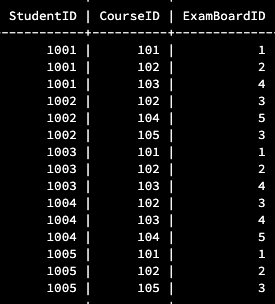 StudentID | CourseID | ExamBoardID
-----------+----------+-------------
1001 | 101 | 1
1001 | 102 | 2
1001 | 103 | 4
1002 | 102 | 3
1002 | 104 | 5
1002 | 105 | 3
1003 | 101 | 1
1003 | 102 | 2
1003 | 103 | 4
1004 | 102 | 3
1004 | 103 | 4
1004 | 104 | 5
1005 | 101 | 1
1005 | 102 | 2
1005 | 105 | 3